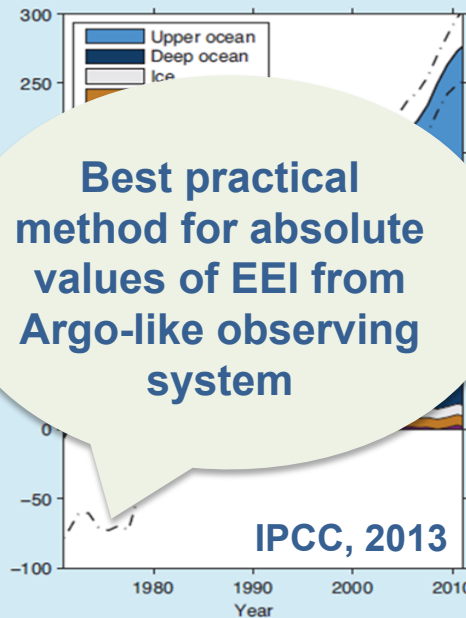 300
Upper ocean
Deep ocean
Ice
250
Best practical
method for absolute
values of EEI from
Argo-like observing
system
0
−50
IPCC, 2013
−100
1980 1990 2000 2010
Year